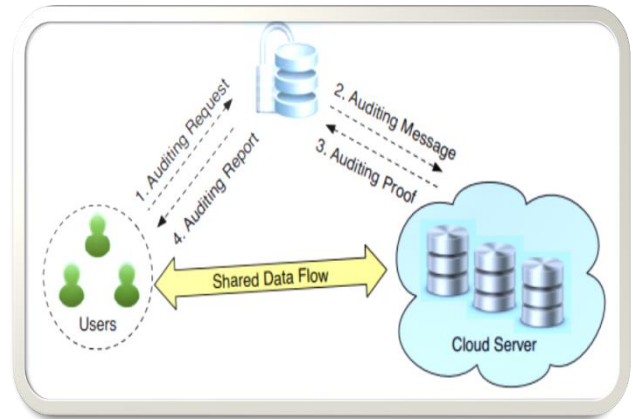 1. Auditing Request
4. Auditing Report
2. Auditing Message
3. Auditing Proof
Shared Data Flow
Users
Cloud Server